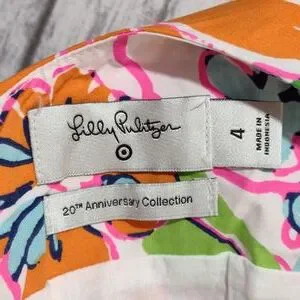 Lilly Pulitzer
4
MADE IN
INDONESIA
20TH Anniversary Collection